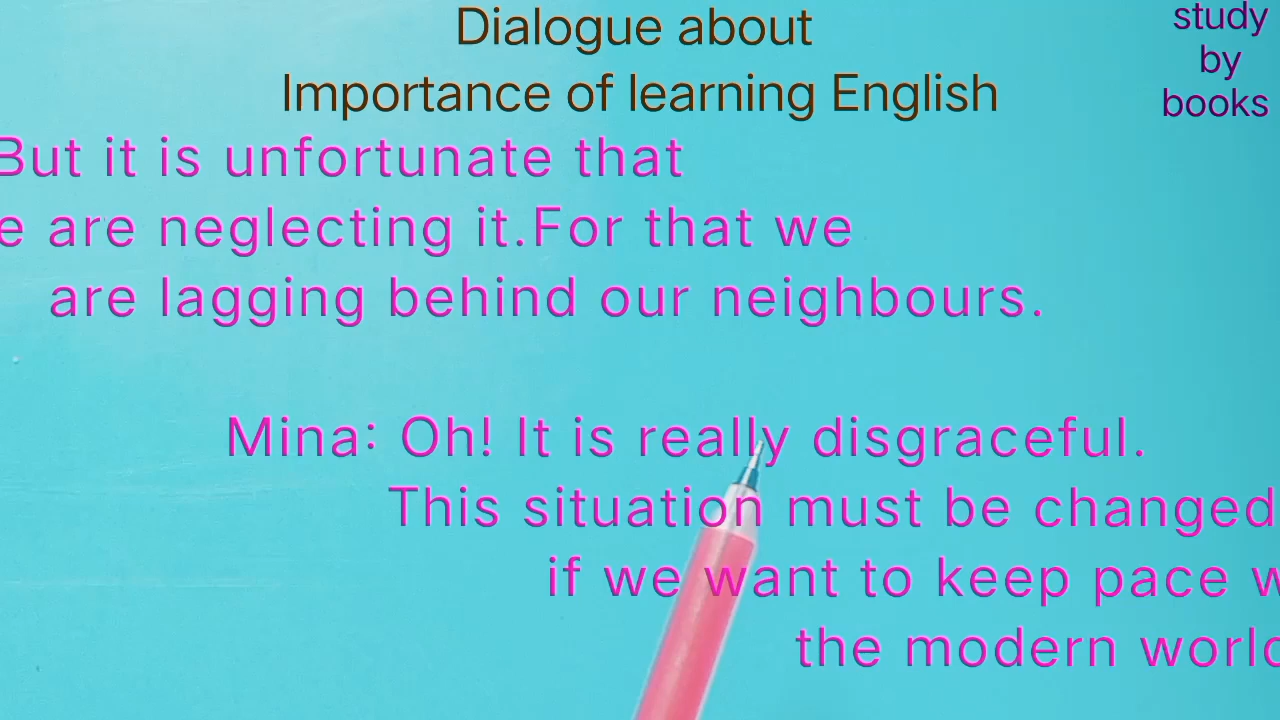 Dialogue about
Importance of learning English
study
by
books
But it is unfortunate that
e are neglecting it.For that we
are lagging behind our neighbours.
Mina: Oh! It is really disgraceful.
This situation must be changed
if we want to keep pace w
the modern world